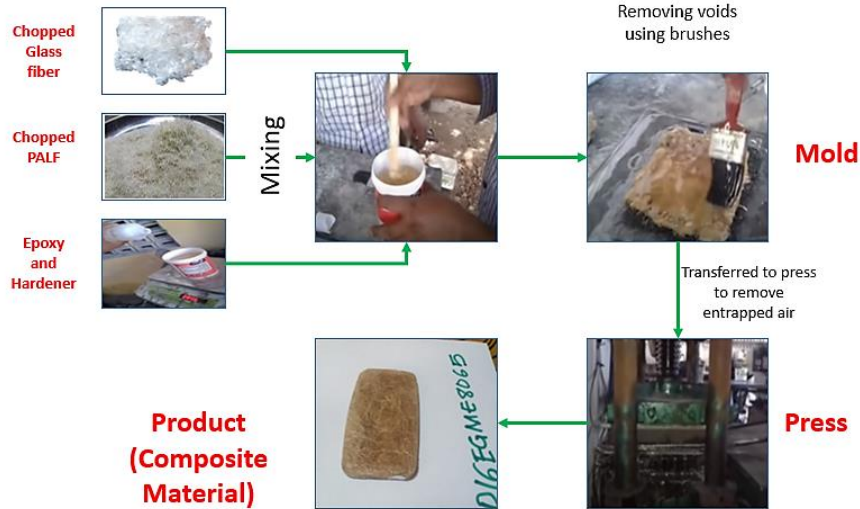 Chopped
Glass
fiber
Chopped
PALF
Epoxy
and
Hardener
Mixing
Removing voids
using brushes
Mold
Transferred to press
to remove
entrapped air
Press
Product
(Composite
Material)
D16EGME8065